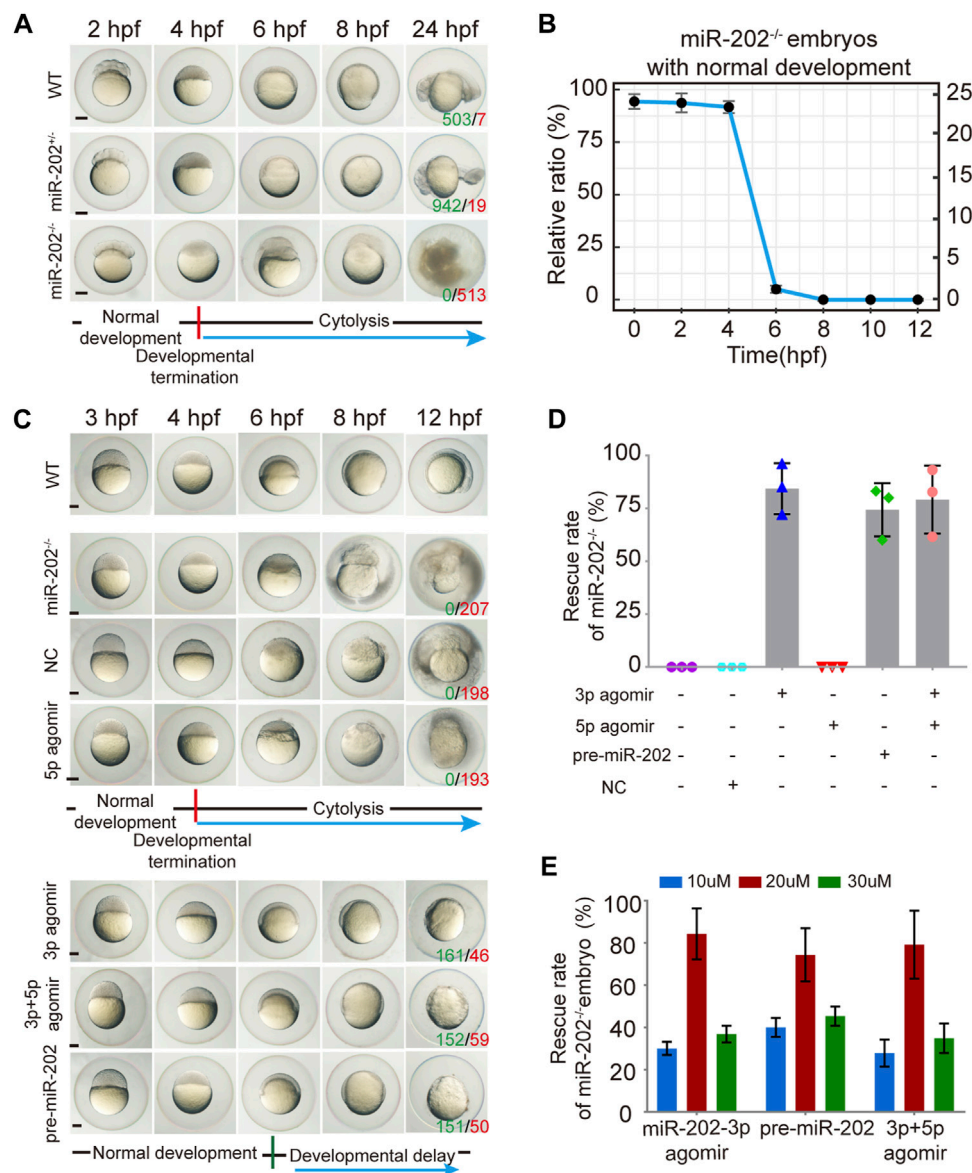 A
2 hpf 4 hpf 6 hpf 8 hpf 24 hpf
WT
503/7
miR-202+/-
942/19
miR-202-/-
0/513
Normal development
Cytolysis
Developmental termination
B
miR-202-/- embryos
with normal development
Relative ratio (%)
100
75
50
25
0
25
20
15
10
5
0
0 2 4 6 8 10 12
Time(hpf)
C
3 hpf 4 hpf 6 hpf 8 hpf 12 hpf
WT
miR-202-/-
0/207
NC
0/198
5p agomir
0/193
Normal development
Cytolysis
Developmental termination
3p agomir
161/46
3p+5p agomir
152/59
pre-miR-202
151/50
Normal development
Developmental delay
D
Rescue rate
of miR-202-/- (%)
100
75
50
25
0
3p agomir - - + - - +
5p agomir - - - + - +
pre-miR-202 - - - - + -
NC - + - - - -
E
10uM 20uM 30uM
Rescue rate
of miR-202-/-embryo (%)
100
80
60
40
20
0
miR-202-3p agomir
pre-miR-202
3p+5p agomir